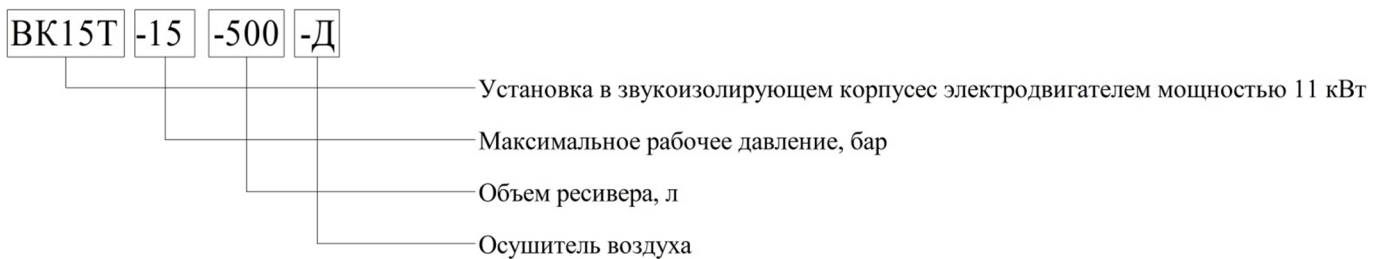 ВК15Т -15 -500 -Д
Установка в звукоизолирующем корпусес электродвигателем мощностью 11 кВт
Максимальное рабочее давление, бар
Объем ресивера, л
Осушитель воздуха